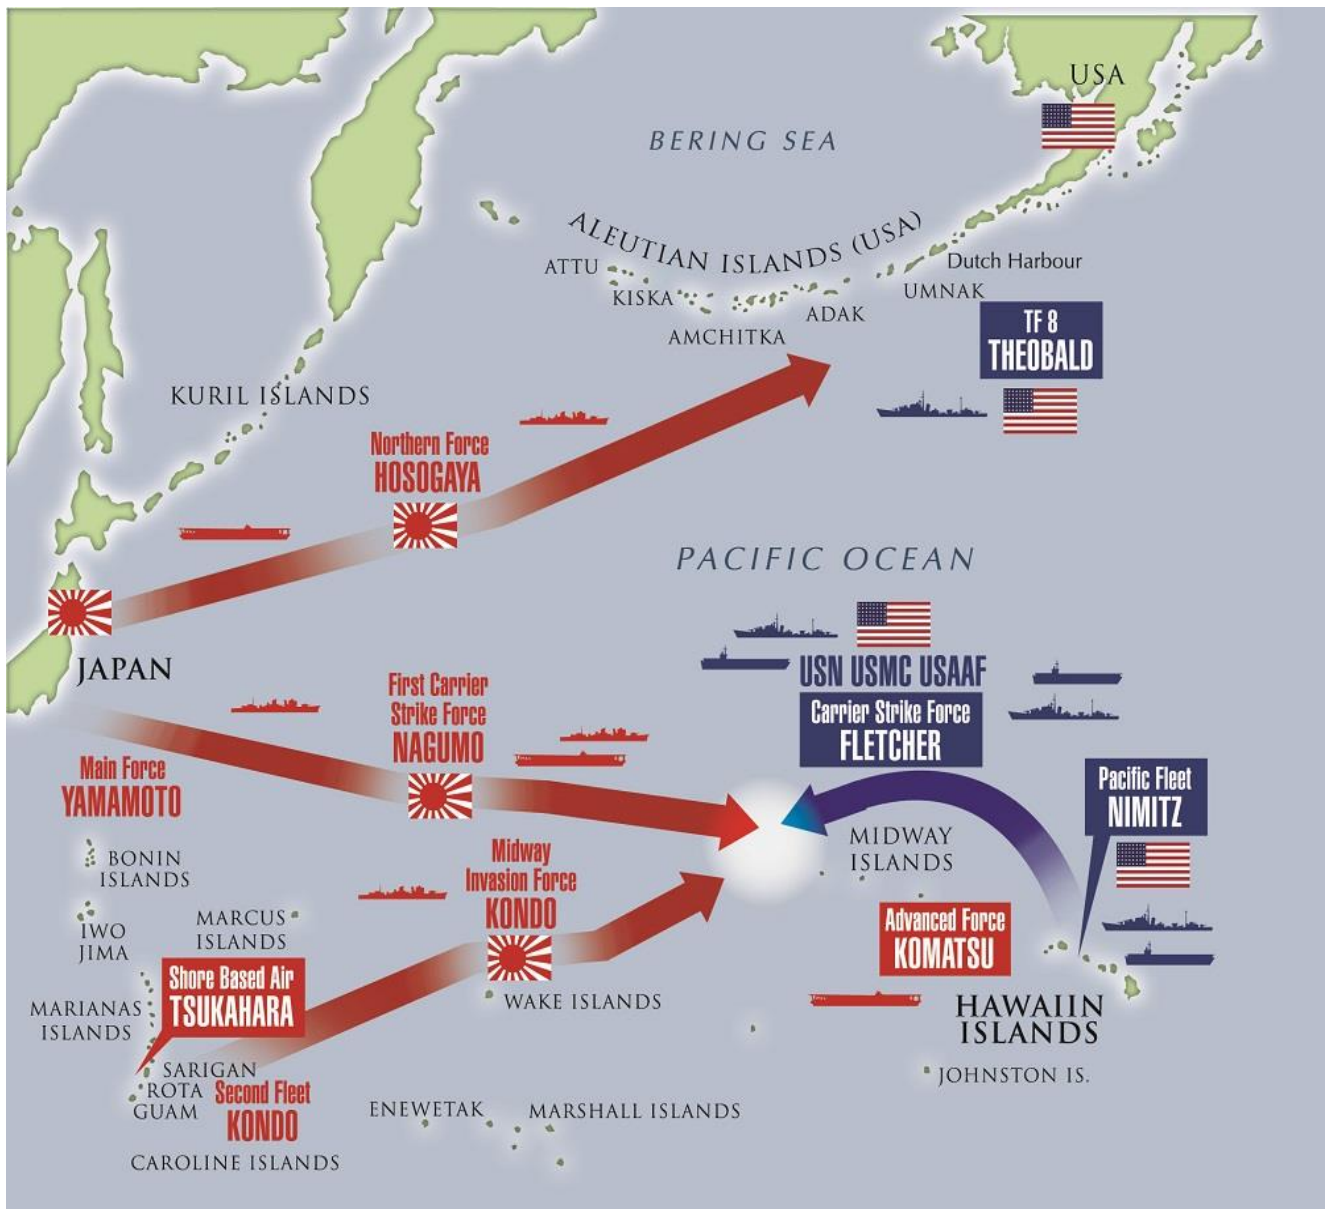 USA
BERING SEA
ALEUTIAN ISLANDS (USA)
ATTU
KISKA
AMCHITKA
ADAK
UMNAK
Dutch Harbour
TF 8
THEOBALD
KURIL ISLANDS
Northern Force
HOSOGAYA
PACIFIC OCEAN
JAPAN
USN USMC USAAF
Carrier Strike Force
FLETCHER
First Carrier
Strike Force
NAGUMO
Main Force
YAMAMOTO
Pacific Fleet
NIMITZ
MIDWAY
ISLANDS
BONIN
ISLANDS
Midway
Invasion Force
KONDO
IWO
JIMA
MARCUS
ISLANDS
Advanced Force
KOMATSU
Shore Based Air
TSUKAHARA
MARIANAS
ISLANDS
WAKE ISLANDS
HAWAIIN
ISLANDS
SARIGAN
ROTA
GUAM
Second Fleet
KONDO
JOHNSTON IS.
ENEWETAK
MARSHALL ISLANDS
CAROLINE ISLANDS